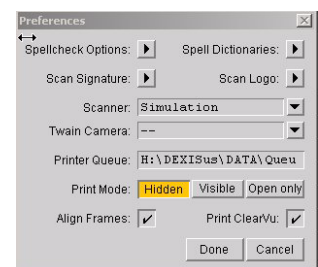 Preferences
Spellcheck Options: Spell Dictionaries:
Scan Signature: Scan Logo:
Scanner: Simulation
Twain Camera: --
Printer Queue: H:\DEXISus\DATA\Queu
Print Mode: Hidden Visible Open only
Align Frames: Print ClearVu:
Done Cancel